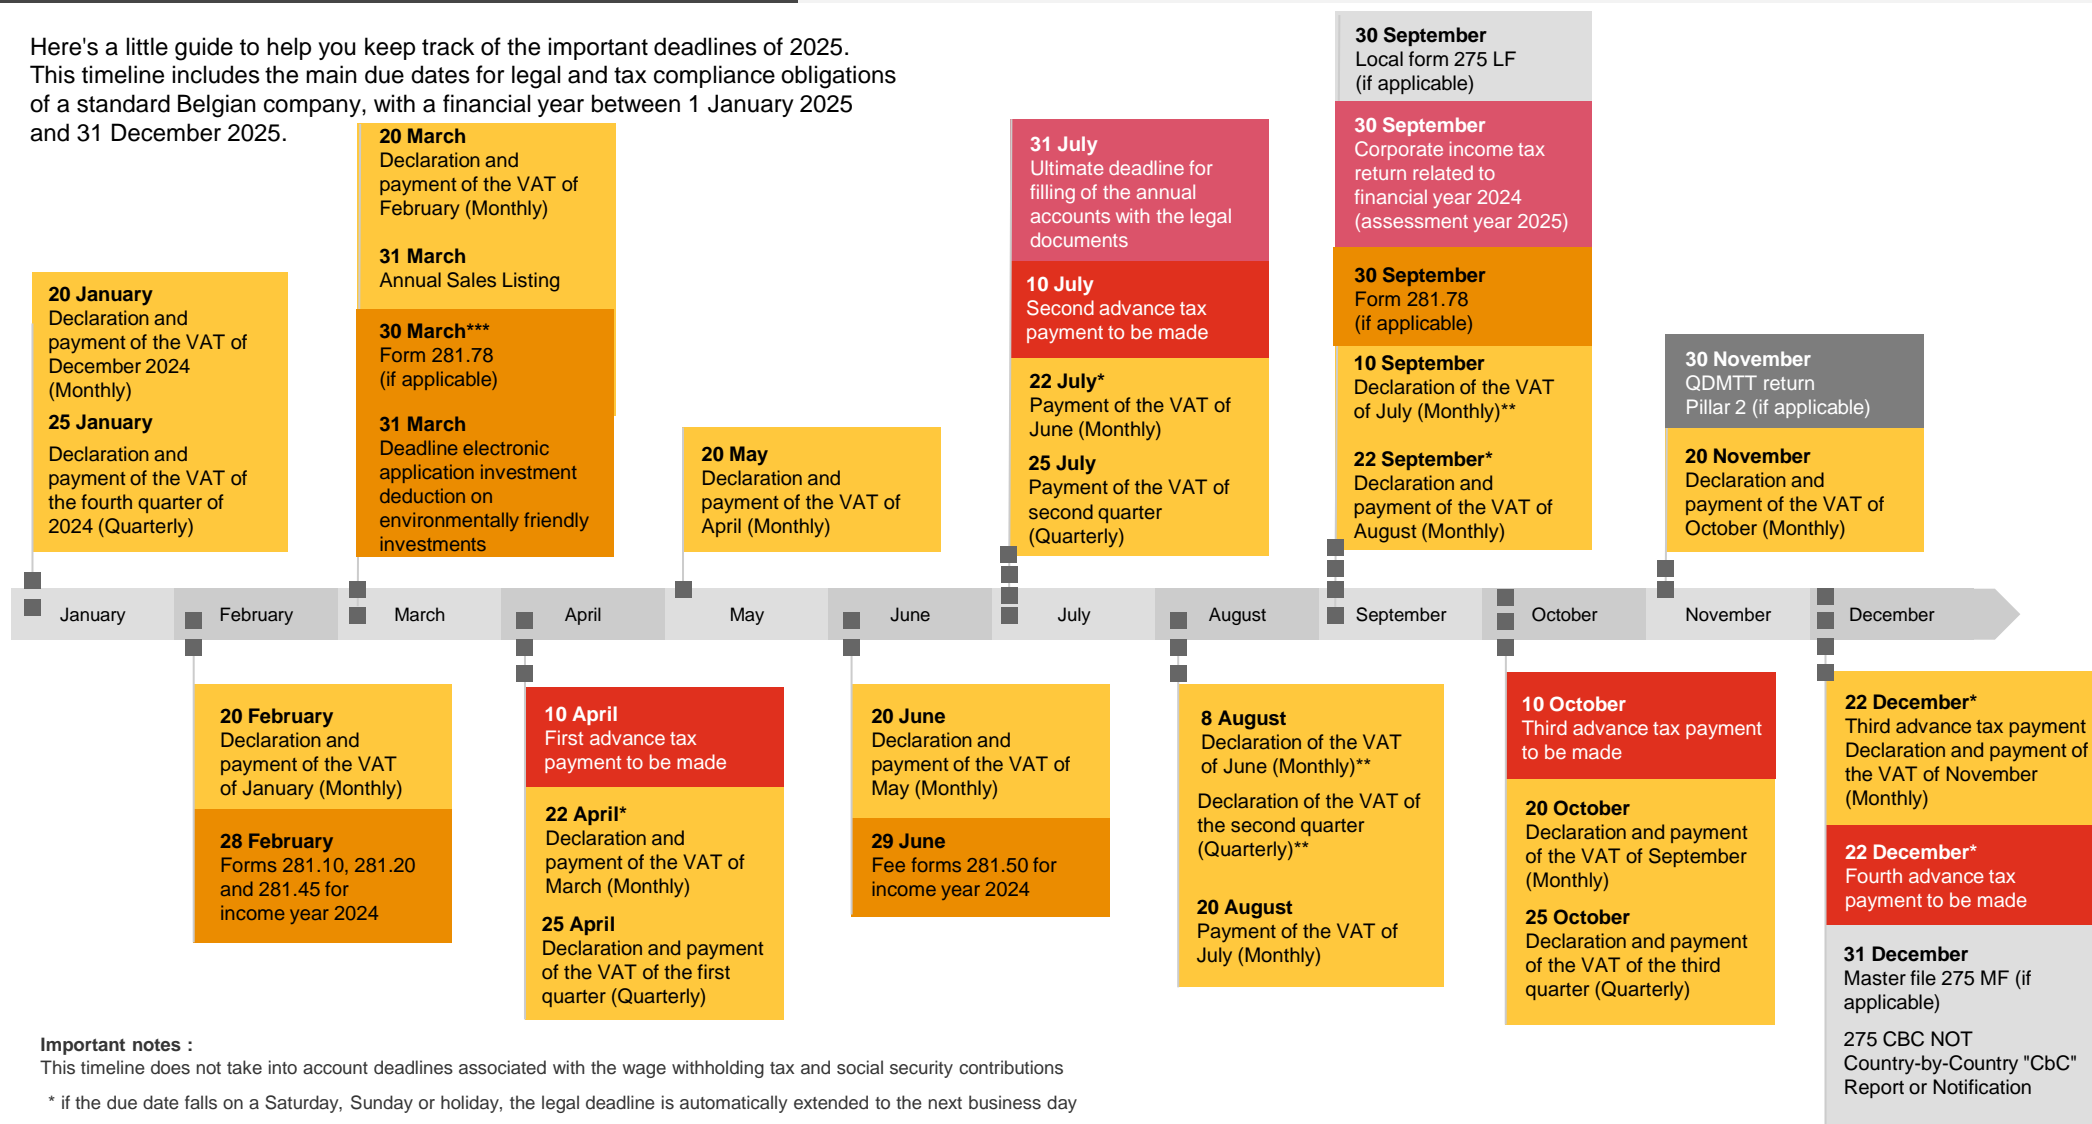 Here's a little guide to help you keep track of the important deadlines of 2025.
This timeline includes the main due dates for legal and tax compliance obligations
of a standard Belgian company, with a financial year between 1 January 2025
and 31 December 2025.
20 January
Declaration and
payment of the VAT of
December 2024
(Monthly)
25 January
Declaration and
payment of the VAT of
the fourth quarter of
2024 (Quarterly)
20 March
Declaration and
payment of the VAT of
February (Monthly)
31 March
Annual Sales Listing
30 March***
Form 281.78
(if applicable)
31 March
Deadline electronic
application investment
deduction on
environmentally friendly
investments
20 May
Declaration and
payment of the VAT of
April (Monthly)
31 July
Ultimate deadline for
filling of the annual
accounts with the legal
documents
10 July
Second advance tax
payment to be made
22 July*
Payment of the VAT of
June (Monthly)
25 July
Payment of the VAT of
second quarter
(Quarterly)
30 September
Local form 275 LF
(if applicable)
30 September
Corporate income tax
return related to
financial year 2024
(assessment year 2025)
30 September
Form 281.78
(if applicable)
10 September
Declaration of the VAT
of July (Monthly)**
22 September*
Declaration and
payment of the VAT of
August (Monthly)
30 November
QDMTT return
Pillar 2 (if applicable)
20 November
Declaration and
payment of the VAT of
October (Monthly)
January
February
March
April
May
June
July
August
September
October
November
December
20 February
Declaration and
payment of the VAT
of January (Monthly)
28 February
Forms 281.10, 281.20
and 281.45 for
income year 2024
10 April
First advance tax
payment to be made
22 April*
Declaration and
payment of the VAT of
March (Monthly)
25 April
Declaration and payment
of the VAT of the first
quarter (Quarterly)
20 June
Declaration and
payment of the VAT of
May (Monthly)
29 June
Fee forms 281.50 for
income year 2024
8 August
Declaration of the VAT
of June (Monthly)**
Declaration of the VAT of
the second quarter
(Quarterly)**
20 August
Payment of the VAT of
July (Monthly)
10 October
Third advance tax payment
to be made
20 October
Declaration and payment
of the VAT of September
(Monthly)
25 October
Declaration and payment
of the VAT of the third
quarter (Quarterly)
22 December*
Third advance tax payment
Declaration and payment of
the VAT of November
(Monthly)
22 December*
Fourth advance tax
payment to be made
31 December
Master file 275 MF (if
applicable)
275 CBC NOT
Country-by-Country "CbC"
Report or Notification
Important notes :
This timeline does not take into account deadlines associated with the wage withholding tax and social security contributions
* if the due date falls on a Saturday, Sunday or holiday, the legal deadline is automatically extended to the next business day